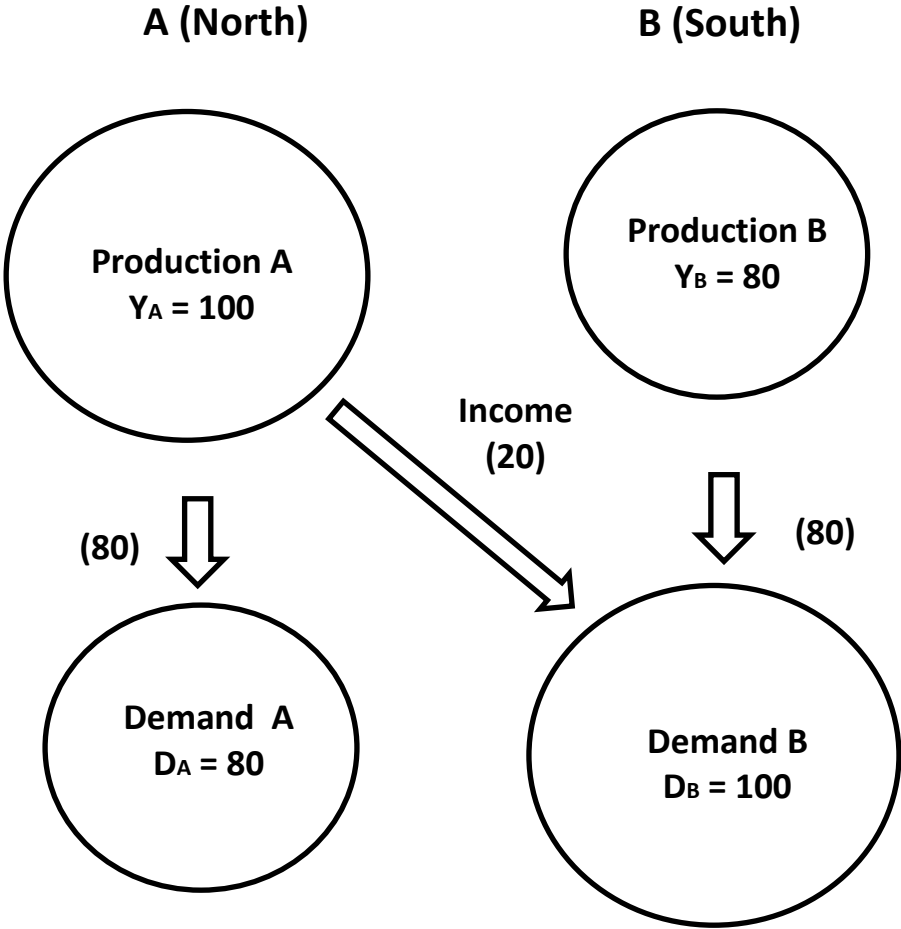 A (North)
B (South)
Production A
YA = 100
Production B
YB = 80
Income
(20)
(80)
(80)
Demand  A
DA = 80
Demand B
DB = 100